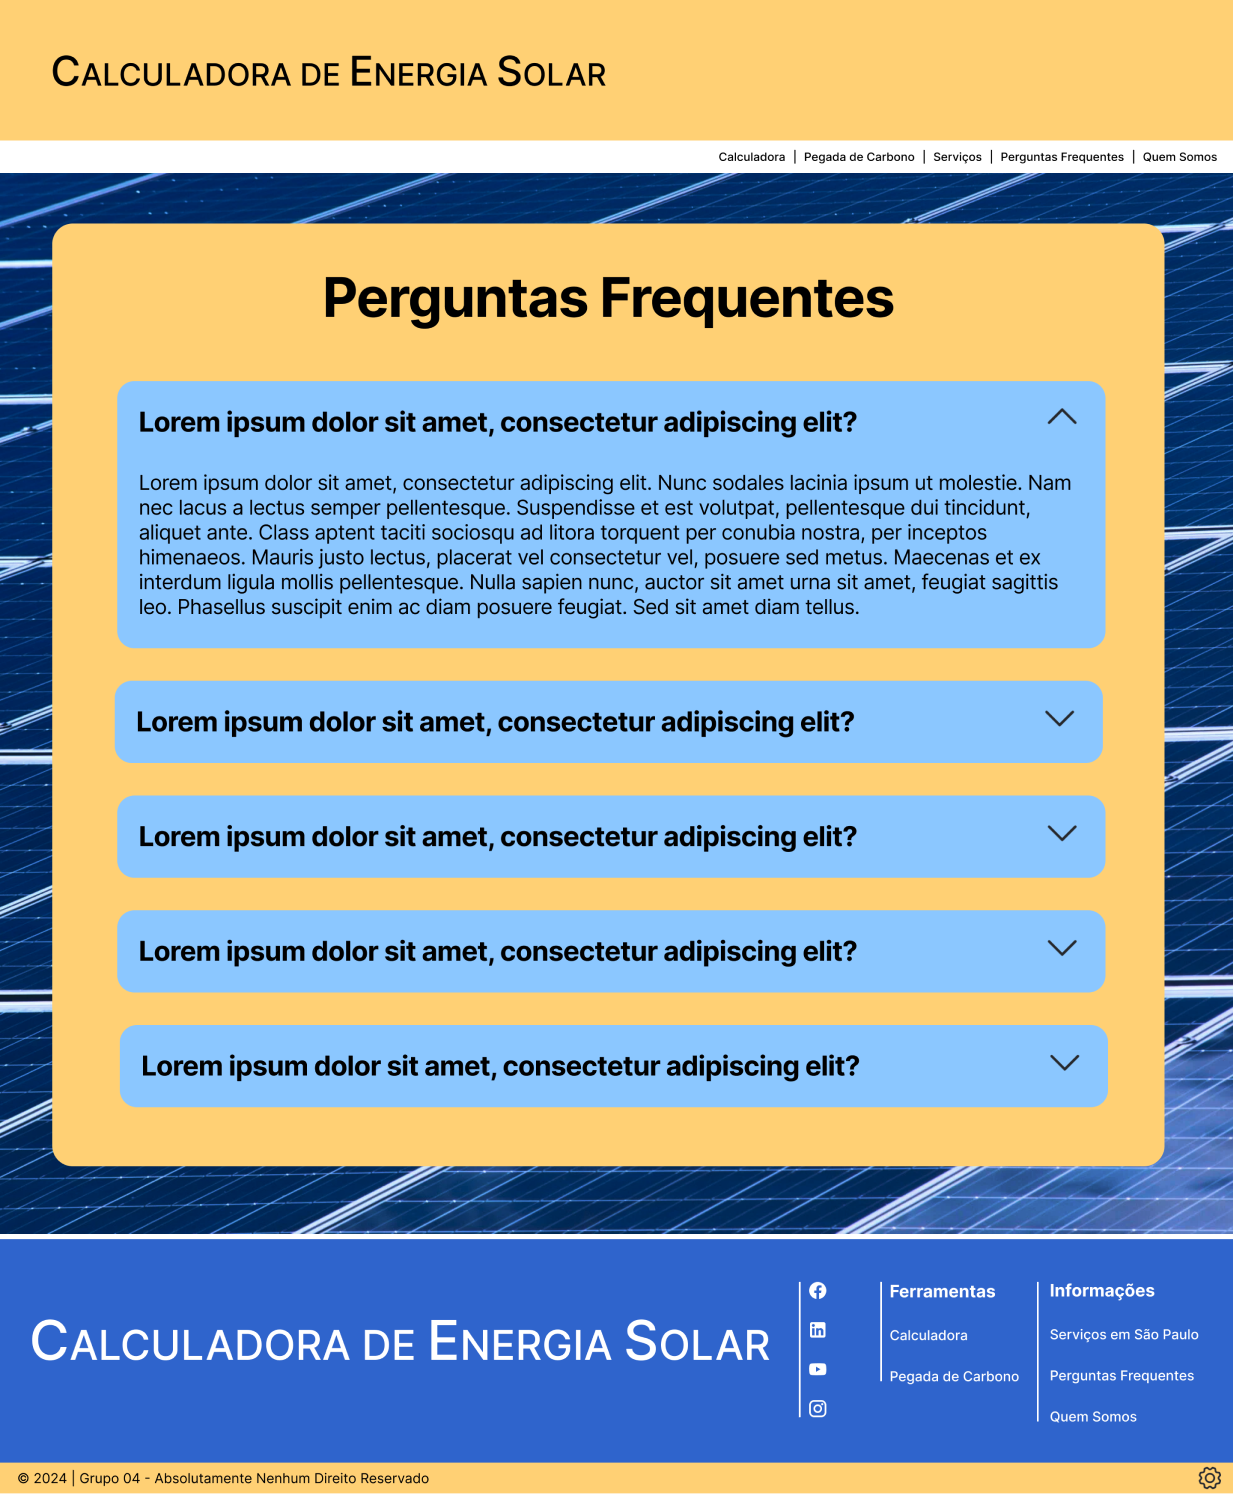 Calculadora de Energia Solar
Calculadora | Pegada de Carbono | Serviços | Perguntas Frequentes | Quem Somos
Perguntas Frequentes
Lorem ipsum dolor sit amet, consectetur adipiscing elit?
Lorem ipsum dolor sit amet, consectetur adipiscing elit. Nunc sodales lacinia ipsum ut molestie. Nam
nec lacus a lectus semper pellentesque. Suspendisse et est volutpat, pellentesque dui tincidunt,
aliquet ante. Class aptent taciti sociosqu ad litora torquent per conubia nostra, per inceptos
himenaeos. Mauris justo lectus, placerat vel consectetur vel, posuere sed metus. Maecenas et ex
interdum ligula mollis pellentesque. Nulla sapien nunc, auctor sit amet urna sit amet, feugiat sagittis
leo. Phasellus suscipit enim ac diam posuere feugiat. Sed sit amet diam tellus.
Lorem ipsum dolor sit amet, consectetur adipiscing elit?
Lorem ipsum dolor sit amet, consectetur adipiscing elit?
Lorem ipsum dolor sit amet, consectetur adipiscing elit?
Lorem ipsum dolor sit amet, consectetur adipiscing elit?
Calculadora de Energia Solar
Ferramentas
Calculadora
Pegada de Carbono
Informações
Serviços em São Paulo
Perguntas Frequentes
Quem Somos
© 2024 | Grupo 04 - Absolutamente Nenhum Direito Reservado